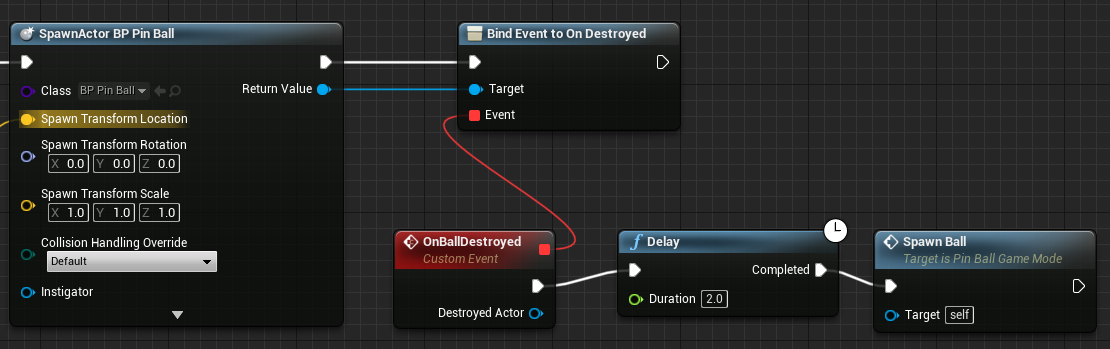 SpawnActor BP Pin Ball
Class BP Pin Ball
Return Value
Spawn Transform Location
Spawn Transform Rotation
X 0.0 Y 0.0 Z 0.0
Spawn Transform Scale
X 1.0 Y 1.0 Z 1.0
Collision Handling Override
Default
Instigator
Bind Event to On Destroyed
Target
Event
OnBallDestroyed
Custom Event
Destroyed Actor
Delay
Completed
Duration 2.0
Spawn Ball
Target is Pin Ball Game Mode
Target self